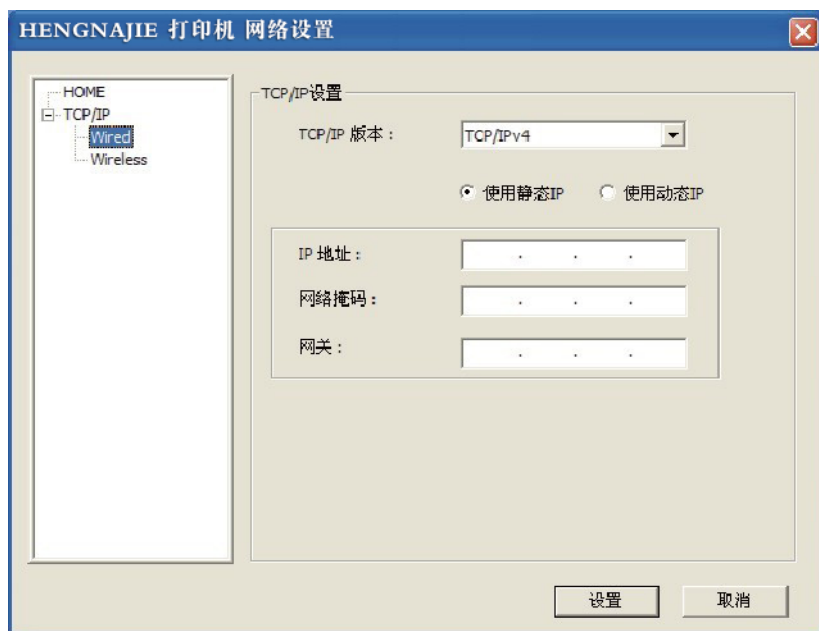 HENGNAJIE 打印机 网络设置
HOME
TCP/IP
Wired
Wireless
TCP/IP设置
TCP/IP 版本：
TCP/IPv4
使用静态IP
使用动态IP
IP 地址：
. . .
网络掩码：
. . .
网关：
. . .
设置
取消